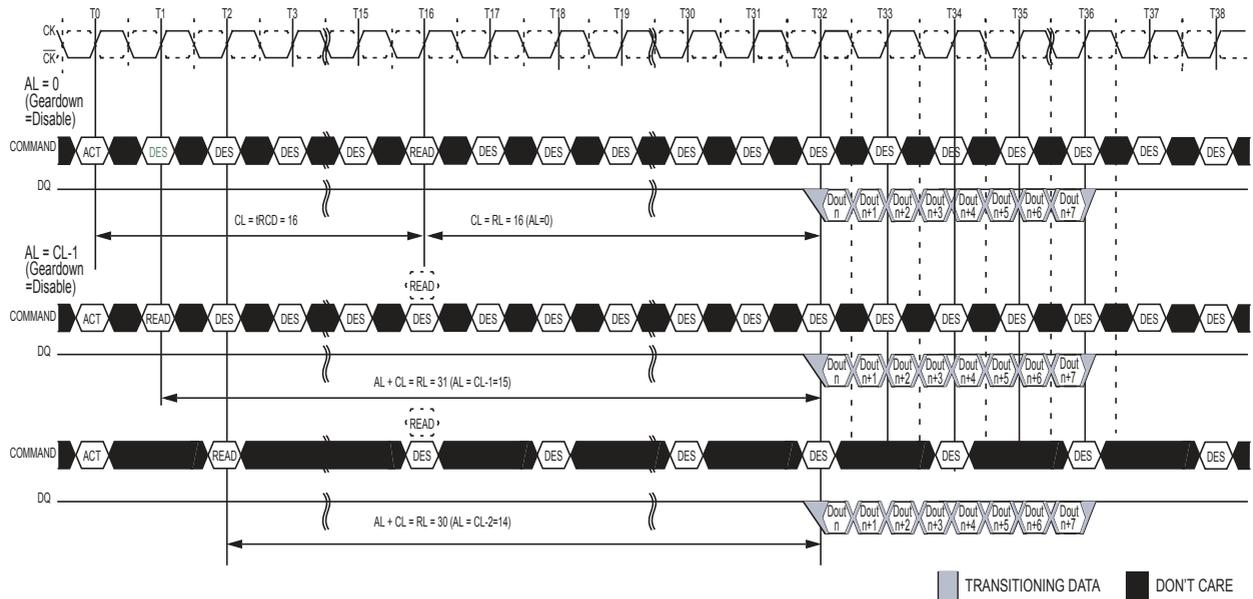 T0 T1 T2 T3 T15 T16 T17 T18 T19 T30 T31 T32 T33 T34 T35 T36 T37 T38
CK
CK
AL = 0
(Geardown
=Disable)
COMMAND ACT DES DES DES DES READ DES DES DES DES DES DES DES DES DES DES DES DES
DQ
Dout n Dout n+1 Dout n+2 Dout n+3 Dout n+4 Dout n+5 Dout n+6 Dout n+7
CL = tRCD = 16 CL = RL = 16 (AL=0)
AL = CL-1
(Geardown
=Disable)
READ
COMMAND ACT READ DES DES DES DES DES DES DES DES DES DES DES DES DES DES DES DES
DQ
Dout n Dout n+1 Dout n+2 Dout n+3 Dout n+4 Dout n+5 Dout n+6 Dout n+7
AL + CL = RL = 31 (AL = CL-1=15)
READ
COMMAND ACT READ DES DES DES DES DES DES DES
DQ
Dout n Dout n+1 Dout n+2 Dout n+3 Dout n+4 Dout n+5 Dout n+6 Dout n+7
AL + CL = RL = 30 (AL = CL-2=14)
TRANSITIONING DATA DON'T CARE